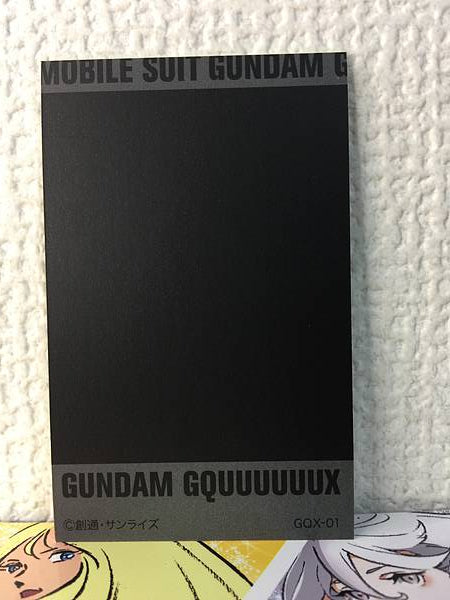 MOBILE SUIT GUNDAM G
GUNDAM GQUUUUUUX
©創通・サンライズ GQX-01